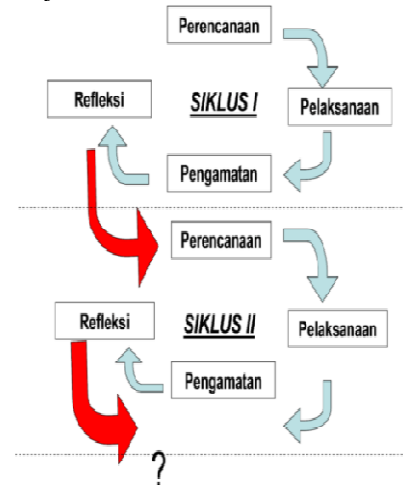 Perencanaan
Refleksi
SIKLUS I
Pelaksanaan
Pengamatan
Perencanaan
Refleksi
SIKLUS II
Pelaksanaan
Pengamatan
?